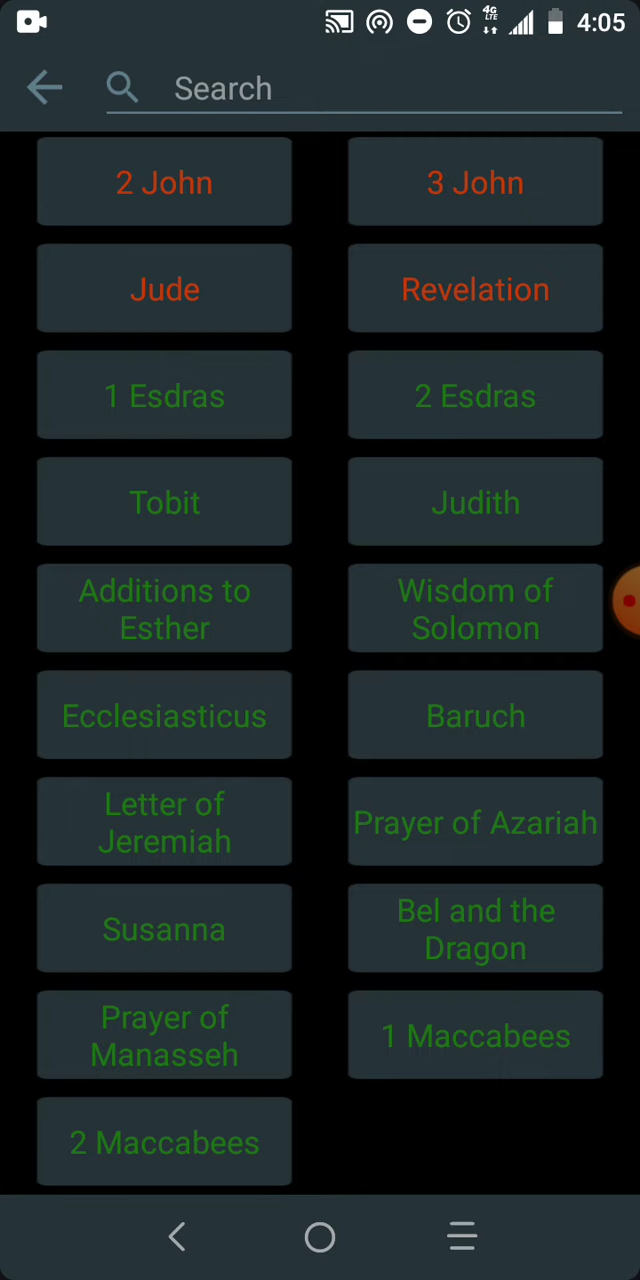 4G
LTE
4:05
Search
2 John
3 John
Jude
Revelation
1 Esdras
2 Esdras
Tobit
Judith
Additions to
Esther
Wisdom of
Solomon
Ecclesiasticus
Baruch
Letter of
Jeremiah
Prayer of Azariah
Susanna
Bel and the
Dragon
Prayer of
Manasseh
1 Maccabees
2 Maccabees